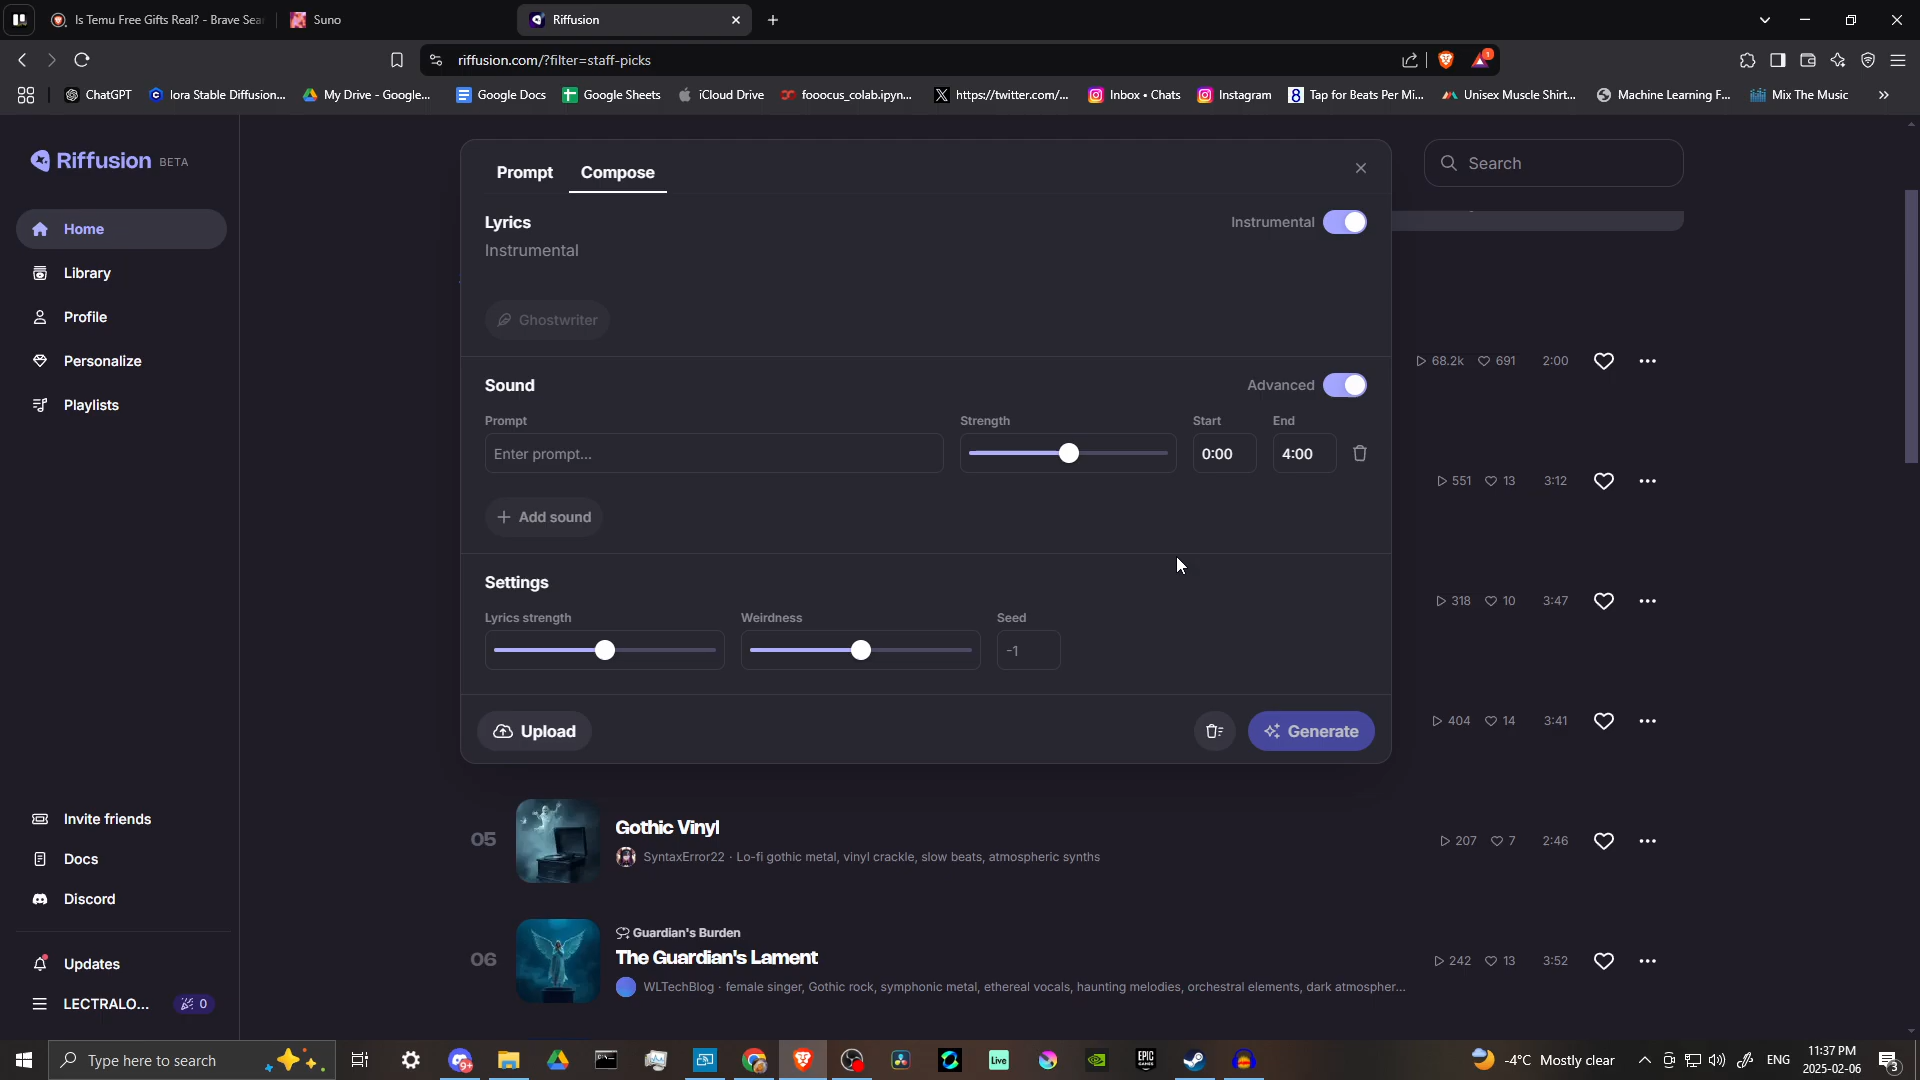 Is Temu Free Gifts Real? - Brave Sea
Suno
Riffusion
riffusion.com/?filter=staff-picks
1
ChatGPT
lora Stable Diffusion...
My Drive - Google...
Google Docs
Google Sheets
iCloud Drive
fooocus_colab.ipyn...
https://twitter.com/...
Inbox • Chats
Instagram
Tap for Beats Per Mi...
Unisex Muscle Shirt...
Machine Learning F...
Mix The Music
Riffusion BETA
Home
Library
Profile
Personalize
Playlists
Invite friends
Docs
Discord
Updates
LECTRALO...
0
Prompt
Compose
Search
Lyrics
Instrumental
Instrumental
Ghostwriter
Sound
Advanced
Prompt
Strength
Start
End
Enter prompt...
0:00
4:00
+ Add sound
Settings
Lyrics strength
Weirdness
Seed
-1
Upload
Generate
68.2k 691 2:00
551 13 3:12
318 10 3:47
404 14 3:41
05
Gothic Vinyl
SyntaxError22 · Lo-fi gothic metal, vinyl crackle, slow beats, atmospheric synths
207 7 2:46
06
Guardian's Burden
The Guardian's Lament
WLTechBlog · female singer, Gothic rock, symphonic metal, ethereal vocals, haunting melodies, orchestral elements, dark atmospher...
242 13 3:52
Type here to search
9+
Live
EPIC GAMES
-4°C Mostly clear
ENG
11:37 PM
2025-02-06
3